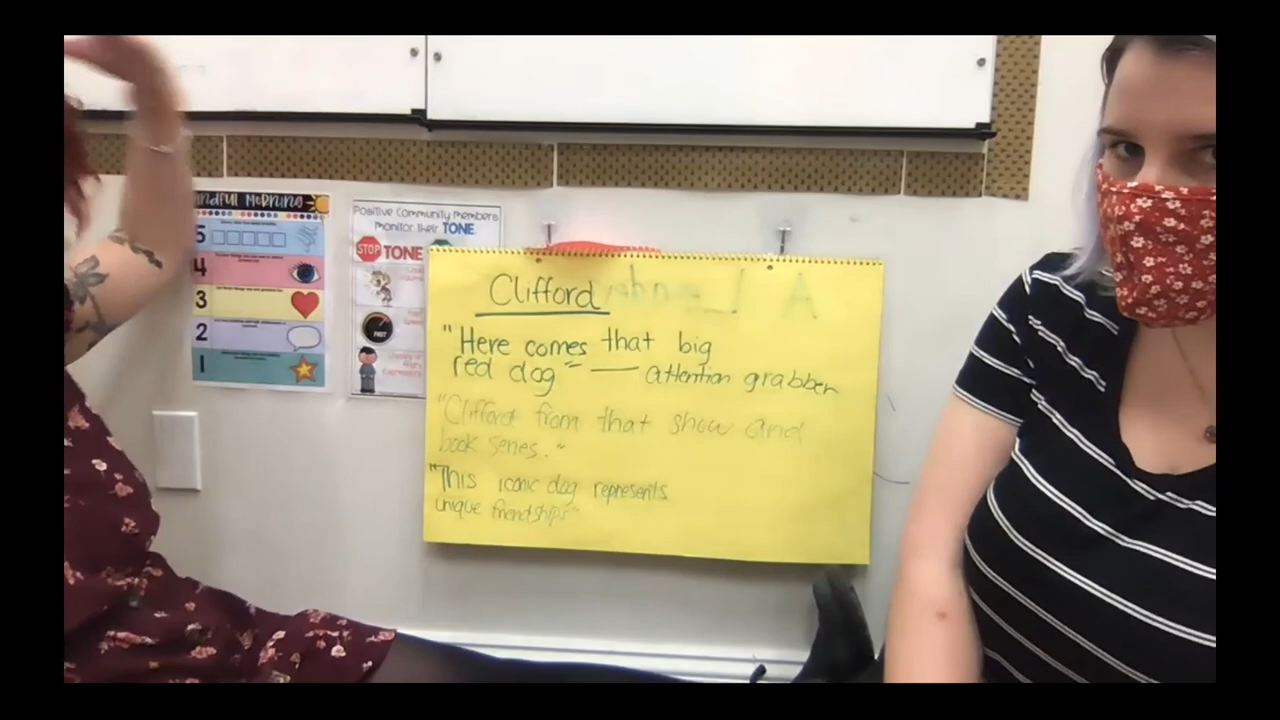 MINDFUL MORNING
5
4
3
2
1
Positive Community Members
monitor their TONE.
STOP TONE
FAST
Clifford
"Here comes that big
red dog" — attention grabber
"Clifford from that show and
book series."
"This iconic dog represents
unique friendships"